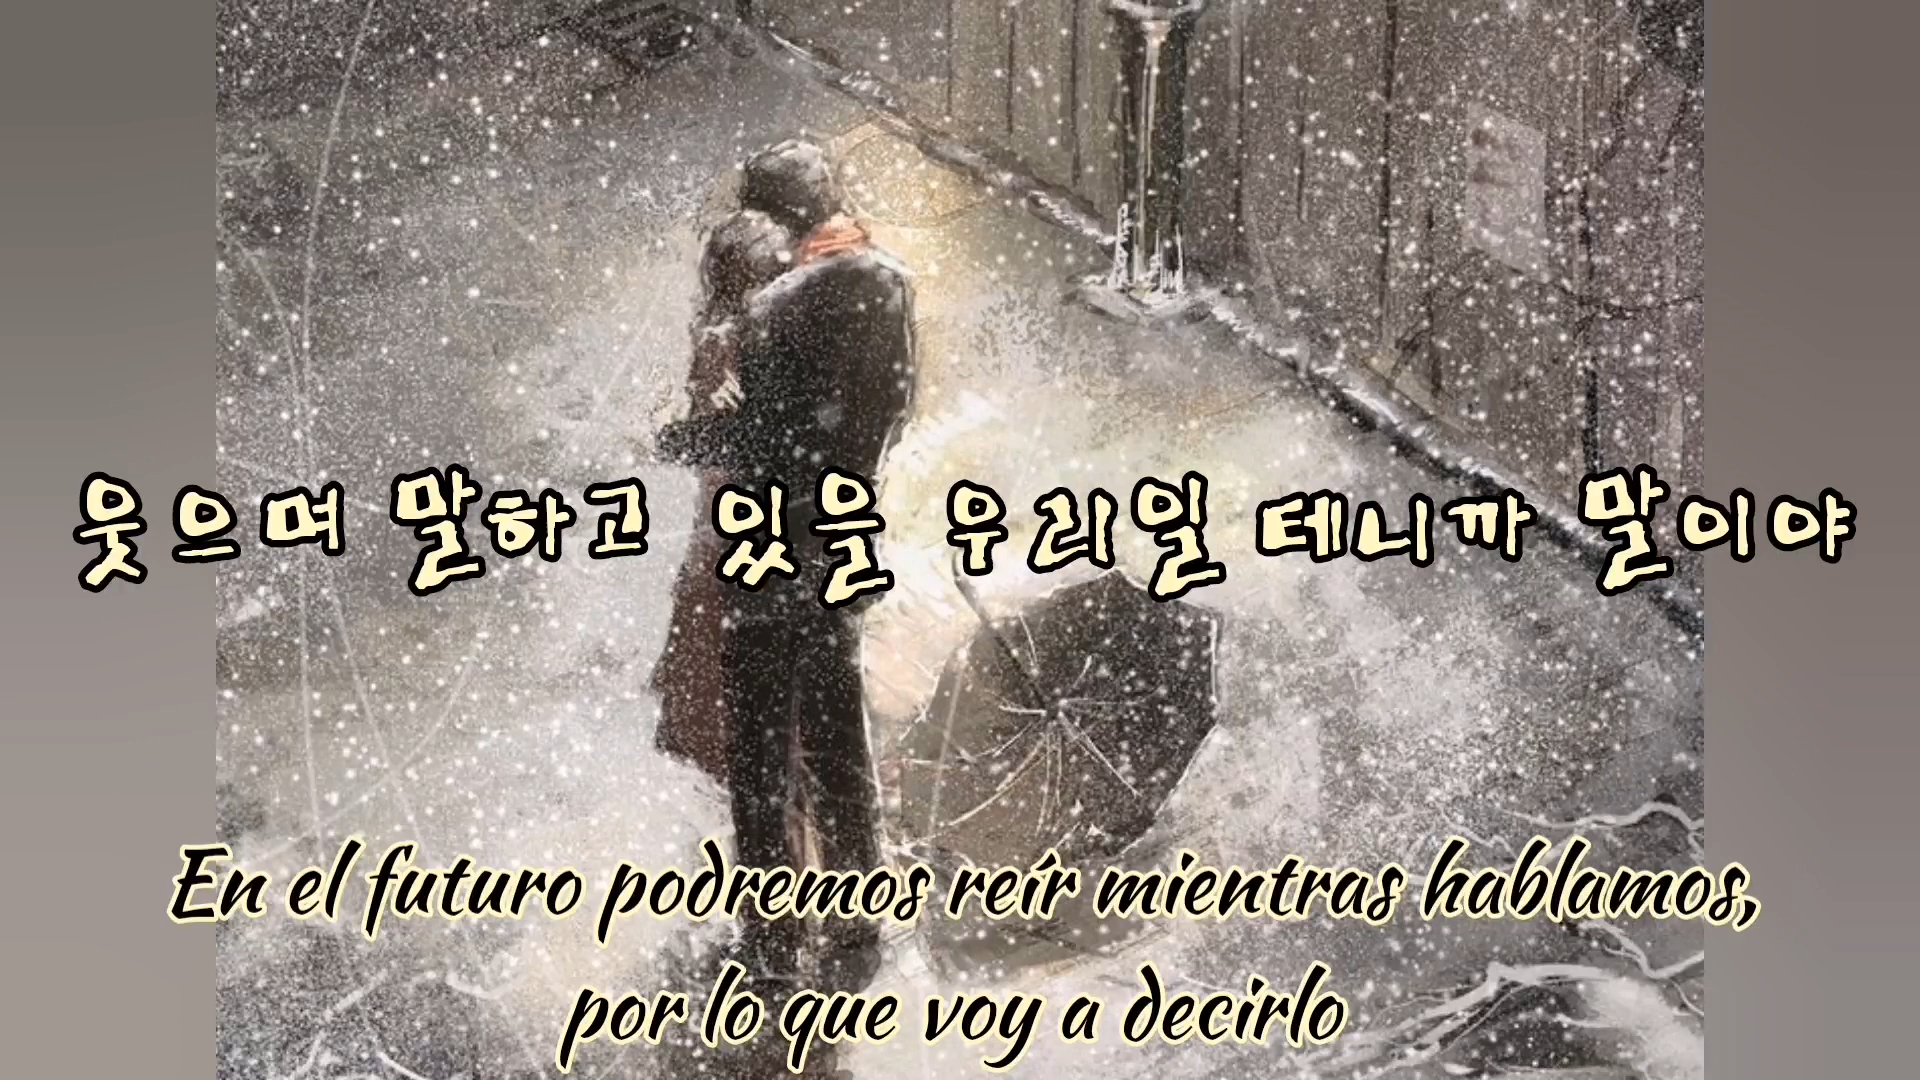 웃으며 말하고 있을 우리일 테니까 말이야
En el futuro podremos reír mientras hablamos,
por lo que voy a decirlo